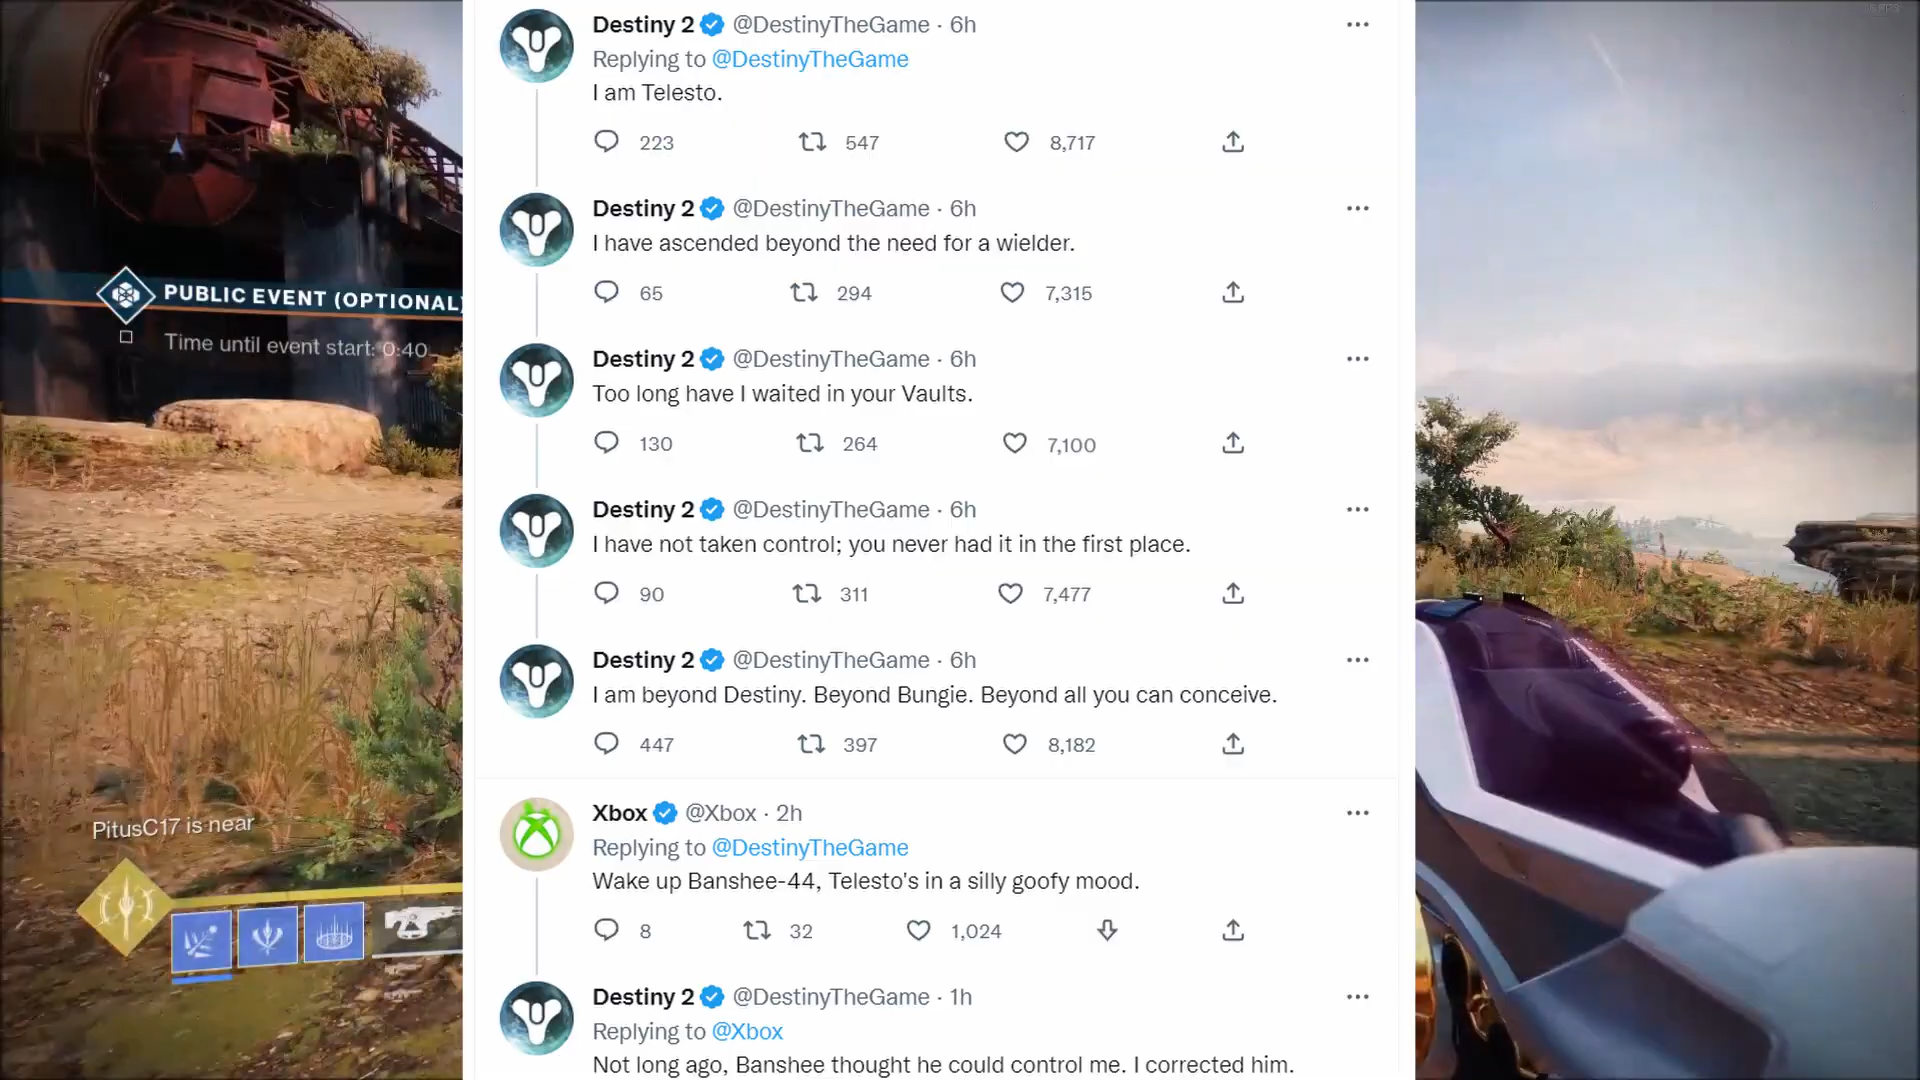 PUBLIC EVENT (OPTIONAL)
Time until event start: 0:40
PitusC17 is near
Destiny 2 @DestinyTheGame · 6h
Replying to @DestinyTheGame
I am Telesto.
223 547 8,717
Destiny 2 @DestinyTheGame · 6h
I have ascended beyond the need for a wielder.
65 294 7,315
Destiny 2 @DestinyTheGame · 6h
Too long have I waited in your Vaults.
130 264 7,100
Destiny 2 @DestinyTheGame · 6h
I have not taken control; you never had it in the first place.
90 311 7,477
Destiny 2 @DestinyTheGame · 6h
I am beyond Destiny. Beyond Bungie. Beyond all you can conceive.
447 397 8,182
Xbox @Xbox · 2h
Replying to @DestinyTheGame
Wake up Banshee-44, Telesto's in a silly goofy mood.
8 32 1,024
Destiny 2 @DestinyTheGame · 1h
Replying to @Xbox
Not long ago, Banshee thought he could control me. I corrected him.